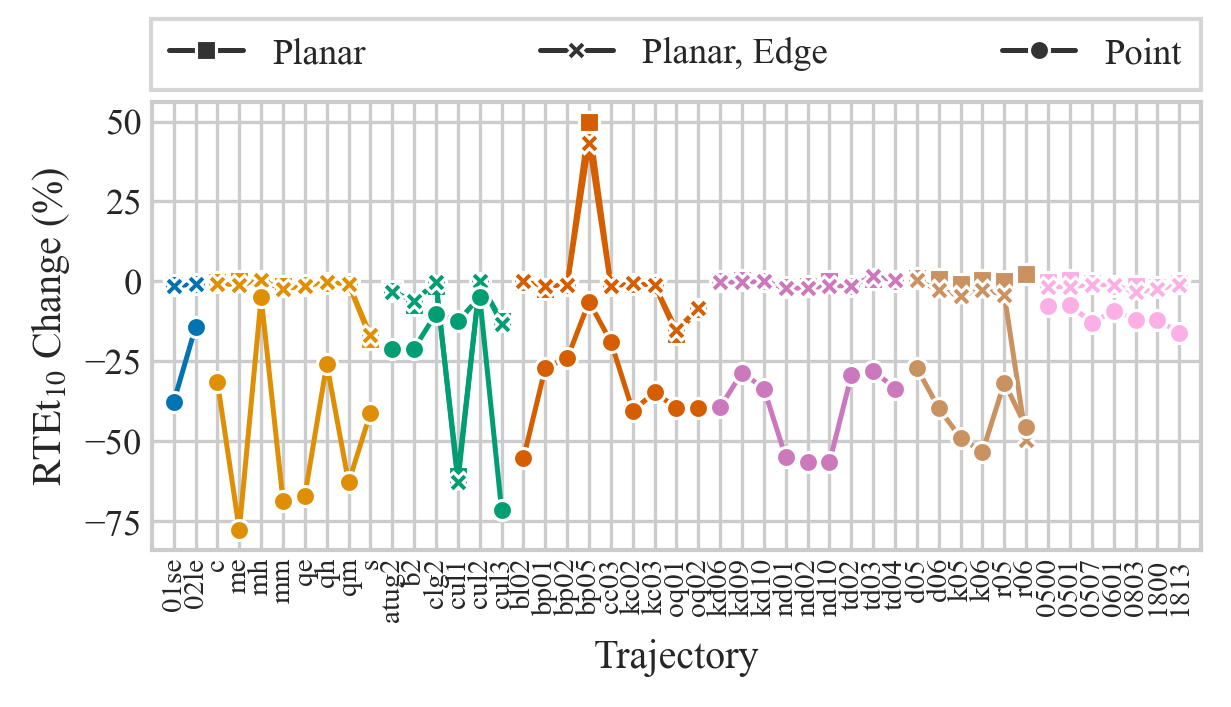 Planar
Planar, Edge
Point
RTEt10 Change (%)
50
25
0
−25
−50
−75
01se
02le
c
me
mh
mm
qe
qh
qm
s
atug2
b2
clg2
cul1
cul2
cul3
bl02
bp01
bp02
bp05
cc03
kc02
kc03
oq01
oq02
kd06
kd09
kd10
nd01
nd02
nd10
td02
td03
td04
d05
d06
k05
k06
r05
r06
0500
0501
0507
0601
0803
1800
1813
Trajectory